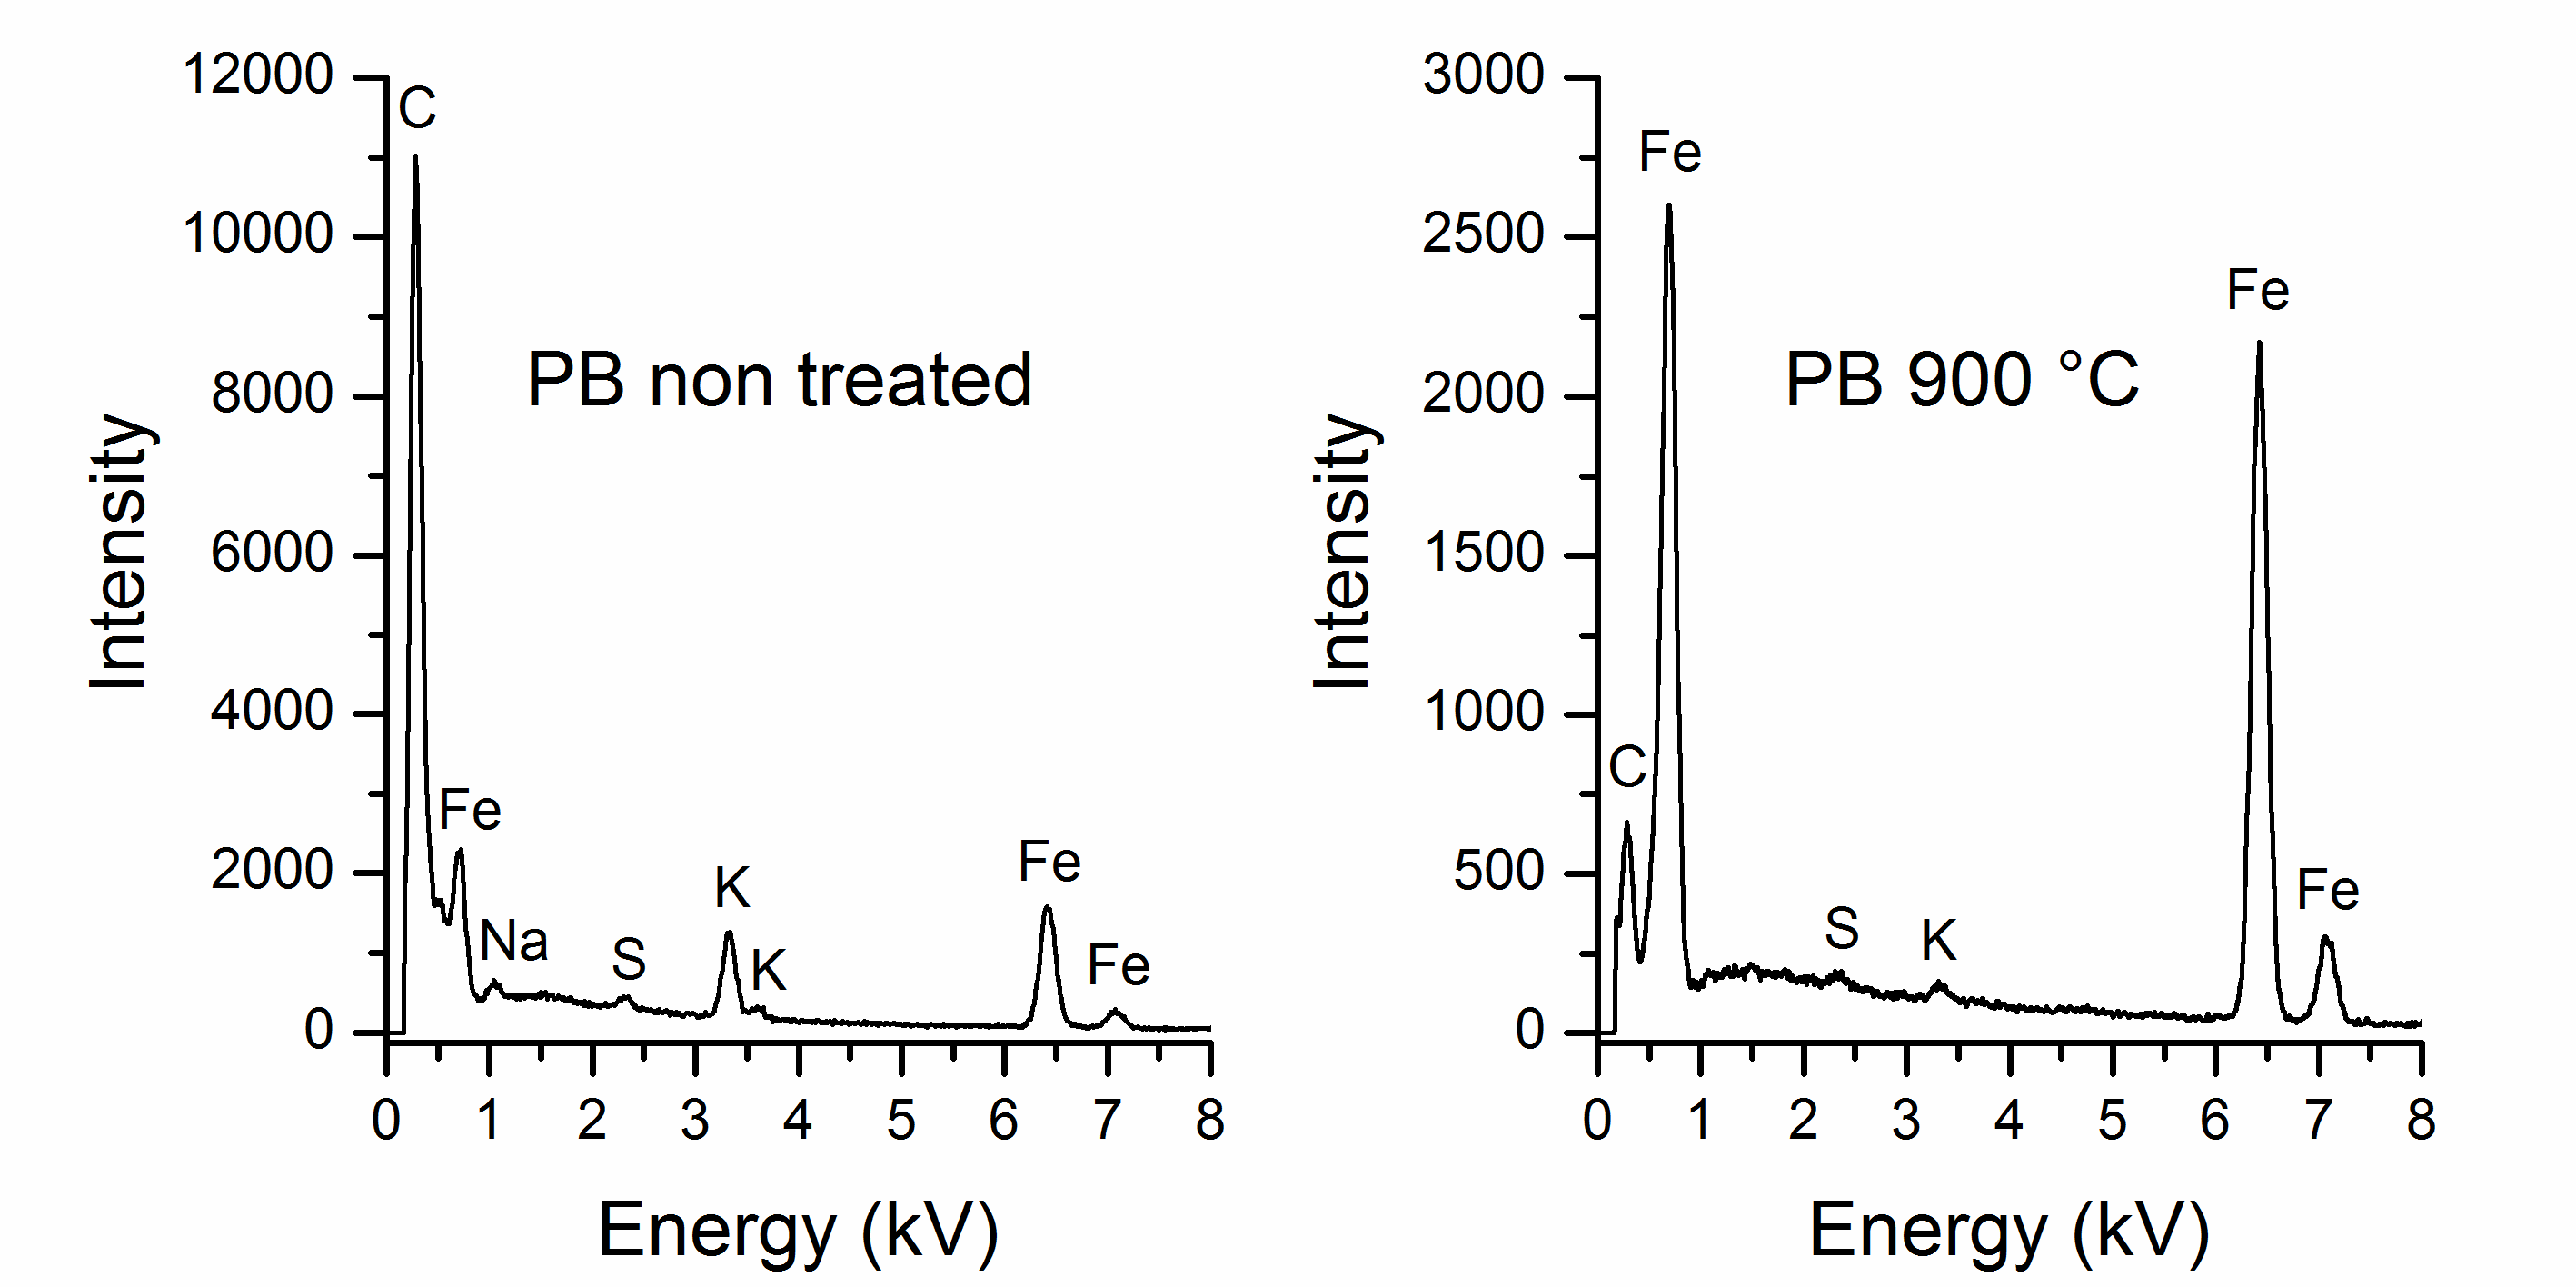 12000
10000
8000
6000
4000
2000
0
Intensity
C
Fe
Na
S
K
K
Fe
Fe
PB non treated
0 1 2 3 4 5 6 7 8
Energy (kV)
3000
2500
2000
1500
1000
500
0
Intensity
C
Fe
S
K
Fe
Fe
PB 900 °C
0 1 2 3 4 5 6 7 8
Energy (kV)